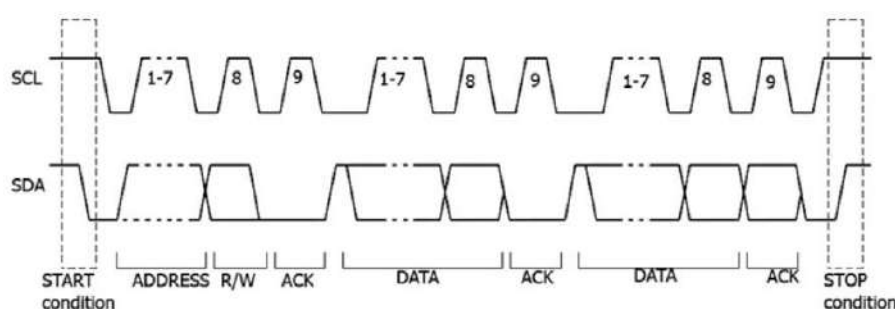 SCL 1-7 8 9 1-7 8 9 1-7 8 9
SDA
START condition ADDRESS R/W ACK DATA ACK DATA ACK STOP condition